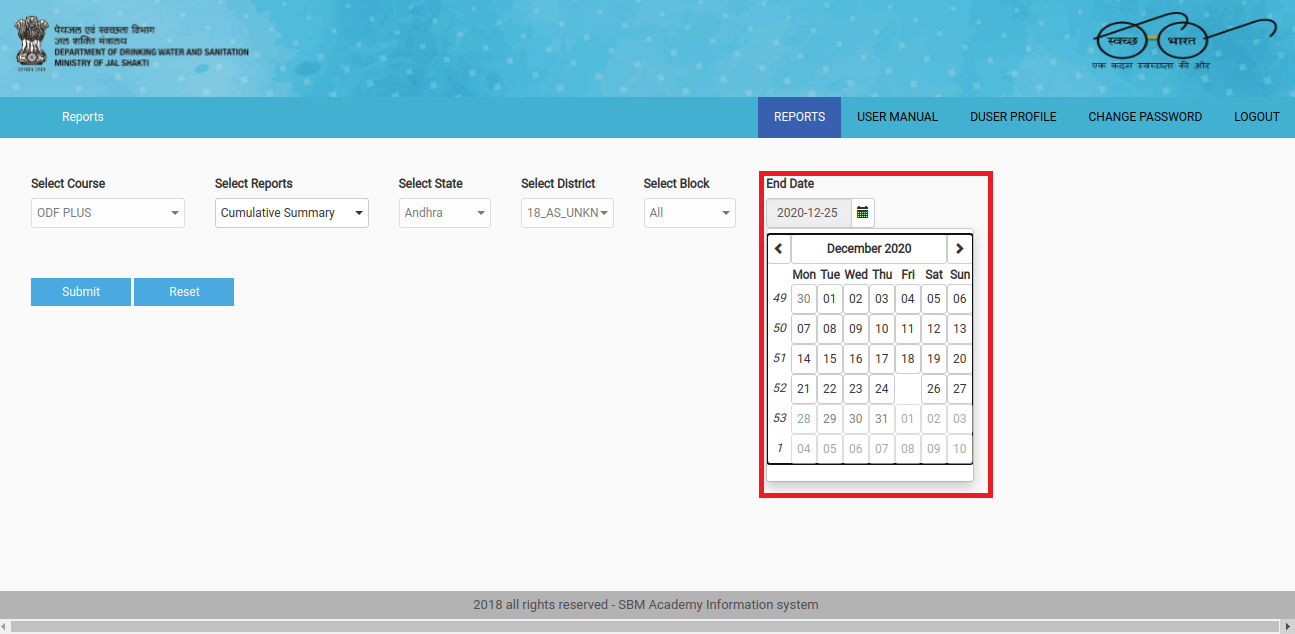 पेयजल एवं स्वच्छता विभाग
जल शक्ति मंत्रालय
DEPARTMENT OF DRINKING WATER AND SANITATION
MINISTRY OF JAL SHAKTI
स्वच्छ भारत
एक कदम स्वच्छता की ओर
Reports
REPORTS USER MANUAL DUSER PROFILE CHANGE PASSWORD LOGOUT
Select Course Select Reports Select State Select District Select Block End Date
ODF PLUS Cumulative Summary Andhra 18_AS_UNKN All 2020-12-25
December 2020
Mon Tue Wed Thu Fri Sat Sun
49 30 01 02 03 04 05 06
50 07 08 09 10 11 12 13
51 14 15 16 17 18 19 20
52 21 22 23 24 26 27
53 28 29 30 31 01 02 03
1 04 05 06 07 08 09 10
Submit Reset
2018 all rights reserved - SBM Academy Information system